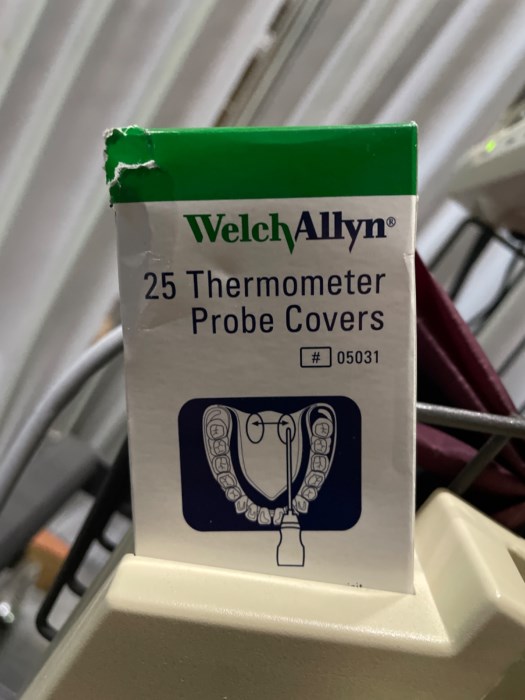 WelchAllyn®
25 Thermometer
Probe Covers
# 05031